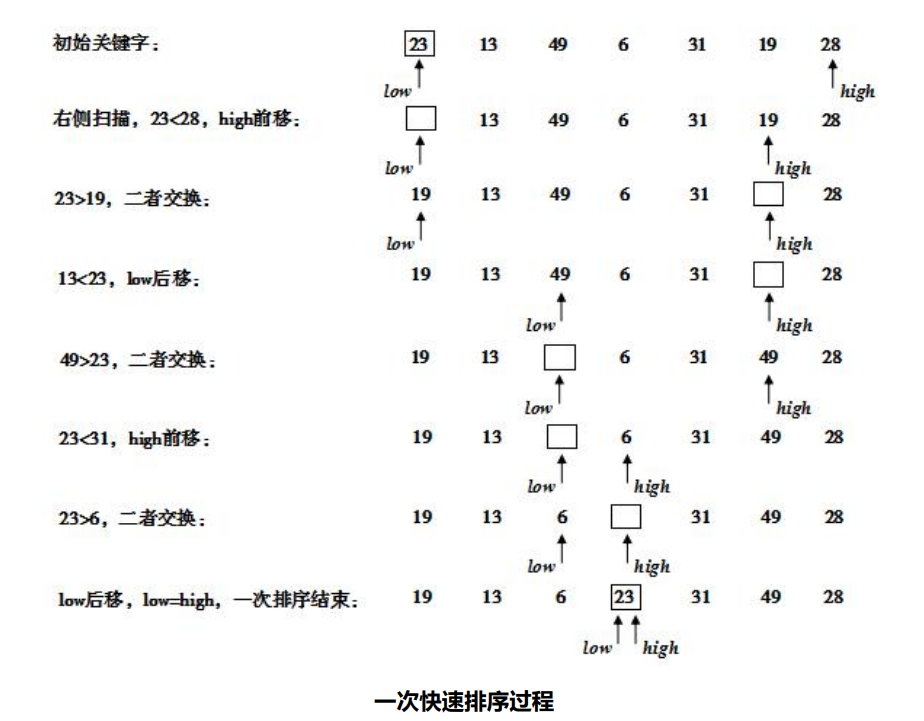 初始关键字： 23 13 49 6 31 19 28
low high
右侧扫描，23<28，high前移： 13 49 6 31 19 28
low high
23>19，二者交换： 19 13 49 6 31 28
low high
13<23，low后移： 19 13 49 6 31 28
low high
49>23，二者交换： 19 13 6 31 49 28
low high
23<31，high前移： 19 13 6 31 49 28
low high
23>6，二者交换： 19 13 6 31 49 28
low high
low后移，low=high，一次排序结束： 19 13 6 23 31 49 28
low high
一次快速排序过程